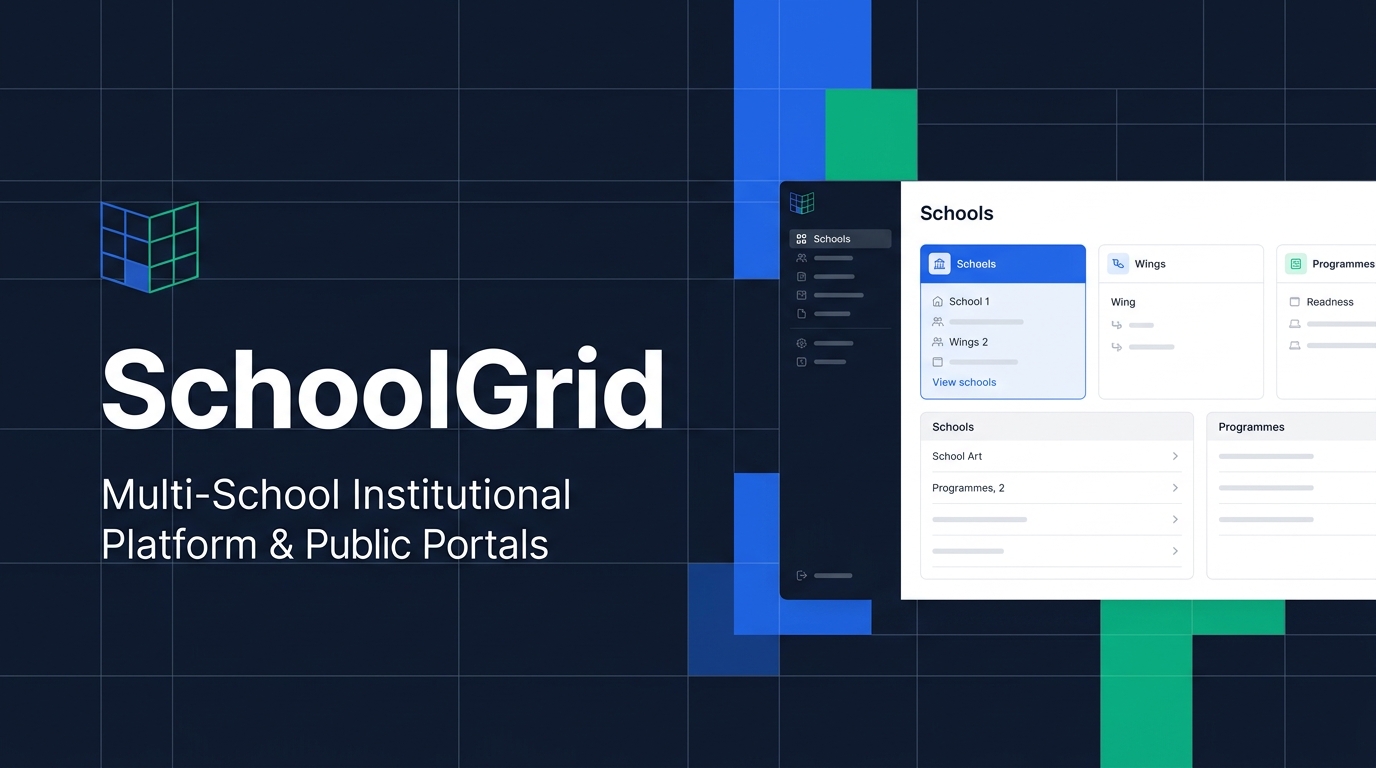 SchoolGrid
Multi-School Institutional
Platform & Public Portals
Schools
Schools
Schools
School 1
Wings 2
View schools
Wings
Wing
Programmes
Readness
Schools
School Art
Programmes, 2
Programmes